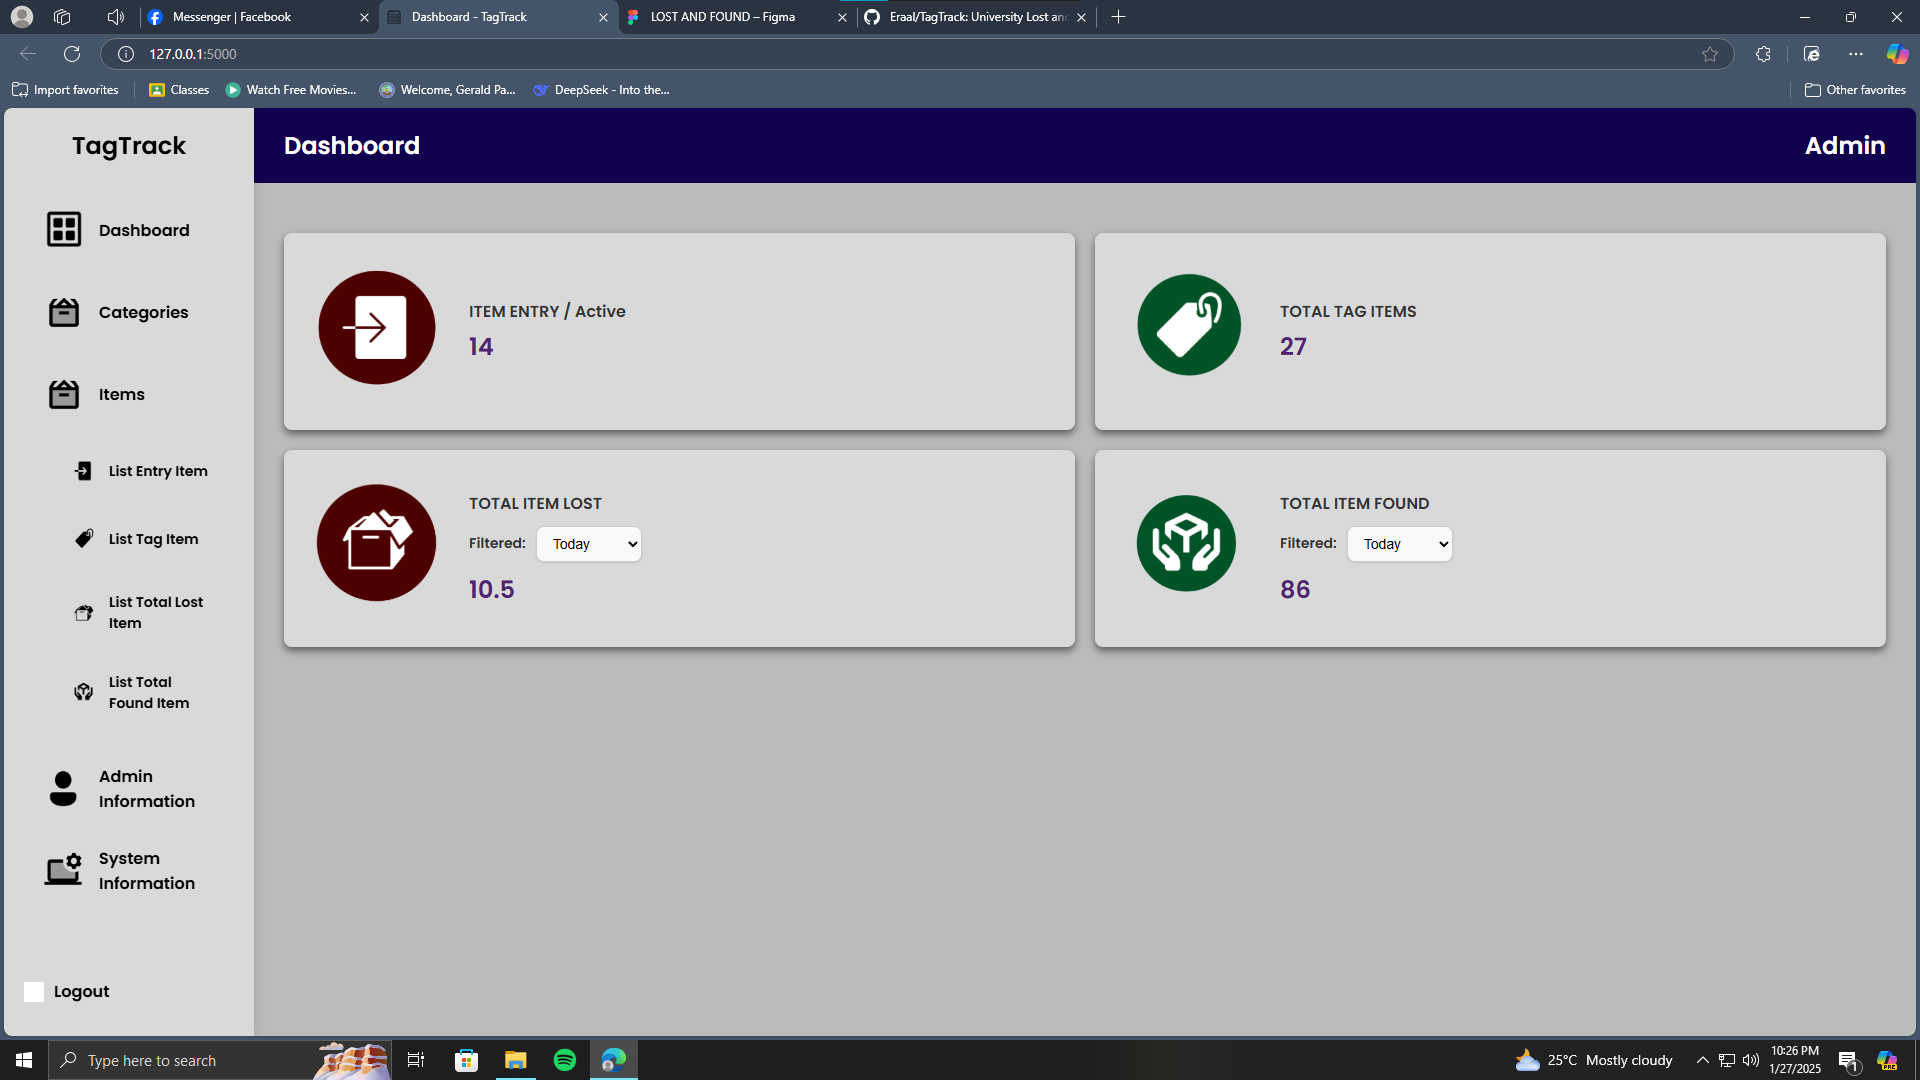 Messenger | Facebook
Dashboard - TagTrack
LOST AND FOUND – Figma
Eraal/TagTrack: University Lost an
127.0.0.1:5000
Import favorites
Classes
Watch Free Movies...
Welcome, Gerald Pa...
DeepSeek - Into the...
Other favorites
TagTrack
Dashboard
Admin
Dashboard
Categories
Items
List Entry Item
List Tag Item
List Total Lost
Item
List Total
Found Item
Admin
Information
System
Information
Logout
ITEM ENTRY / Active
14
TOTAL TAG ITEMS
27
TOTAL ITEM LOST
Filtered: Today
10.5
TOTAL ITEM FOUND
Filtered: Today
86
Type here to search
25°C Mostly cloudy
10:26 PM
1/27/2025
1
PRE